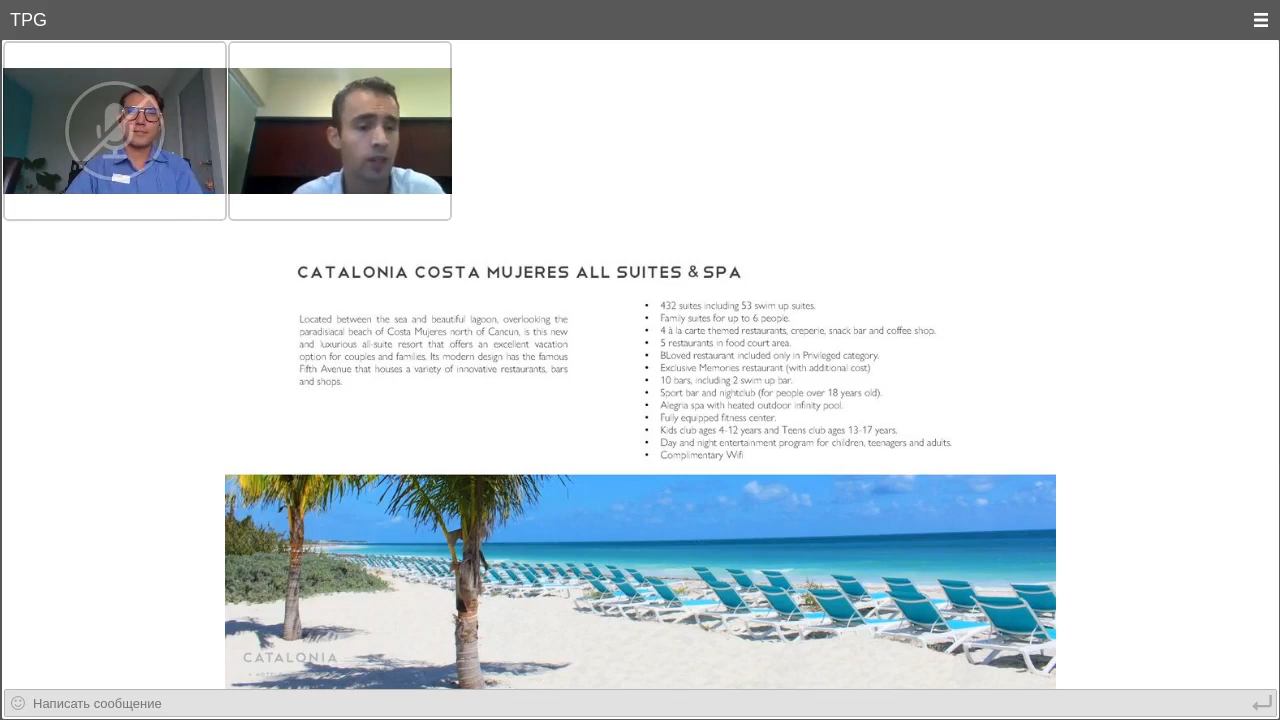 TPG
CATALONIA COSTA MUJERES ALL SUITES & SPA
Located between the sea and beautiful lagoon, overlooking the
paradisiacal beach of Costa Mujeres north of Cancun, is this new
and luxurious all-suite resort that offers an excellent vacation
option for couples and families. Its modern design has the famous
Fifth Avenue that houses a variety of innovative restaurants, bars
and shops.
• 432 suites including 53 swim up suites.
• Family suites for up to 6 people.
• 4 à la carte themed restaurants, creperie, snack bar and coffee shop.
• 5 restaurants in food court area.
• BLoved restaurant included only in Privileged category.
• Exclusive Memories restaurant (with additional cost)
• 10 bars, including 2 swim up bar.
• Sport bar and nightclub (for people over 18 years old).
• Alegria spa with heated outdoor infinity pool.
• Fully equipped fitness center.
• Kids club ages 4-12 years and Teens club ages 13-17 years.
• Day and night entertainment program for children, teenagers and adults.
• Complimentary Wifi
CATALONIA
Написать сообщение